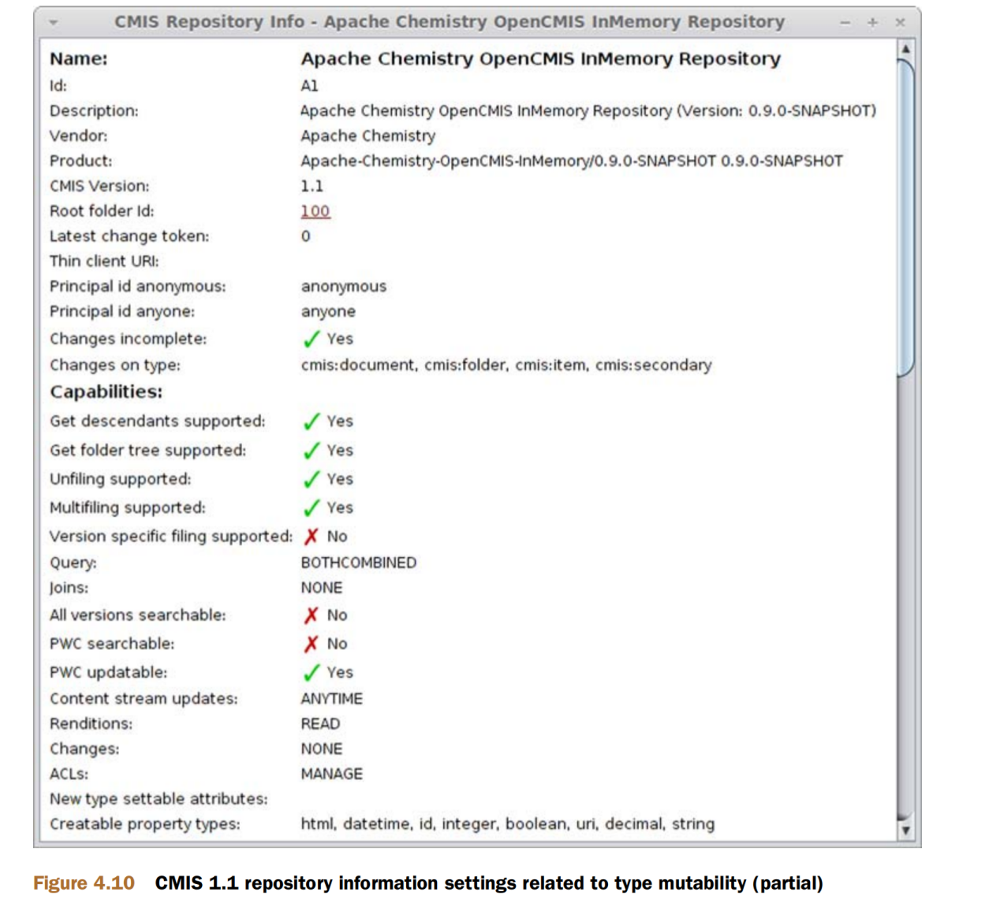 CMIS Repository Info - Apache Chemistry OpenCMIS InMemory Repository
Name: Apache Chemistry OpenCMIS InMemory Repository
Id: A1
Description: Apache Chemistry OpenCMIS InMemory Repository (Version: 0.9.0-SNAPSHOT)
Vendor: Apache Chemistry
Product: Apache-Chemistry-OpenCMIS-InMemory/0.9.0-SNAPSHOT 0.9.0-SNAPSHOT
CMIS Version: 1.1
Root folder Id: 100
Latest change token: 0
Thin client URI:
Principal id anonymous: anonymous
Principal id anyone: anyone
Changes incomplete: ✓ Yes
Changes on type: cmis:document, cmis:folder, cmis:item, cmis:secondary
Capabilities:
Get descendants supported: ✓ Yes
Get folder tree supported: ✓ Yes
Unfiling supported: ✓ Yes
Multifiling supported: ✓ Yes
Version specific filing supported: ✗ No
Query: BOTHCOMBINED
Joins: NONE
All versions searchable: ✗ No
PWC searchable: ✗ No
PWC updatable: ✓ Yes
Content stream updates: ANYTIME
Renditions: READ
Changes: NONE
ACLs: MANAGE
New type settable attributes:
Creatable property types: html, datetime, id, integer, boolean, uri, decimal, string
Figure 4.10 CMIS 1.1 repository information settings related to type mutability (partial)